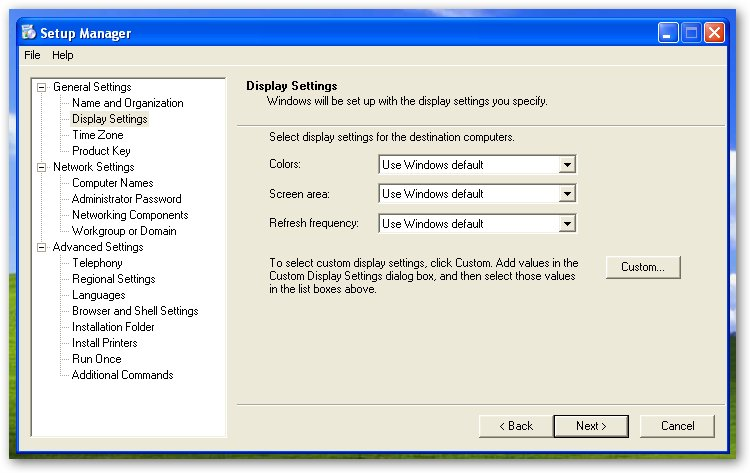 Setup Manager
File Help
General Settings
Name and Organization
Display Settings
Time Zone
Product Key
Network Settings
Computer Names
Administrator Password
Networking Components
Workgroup or Domain
Advanced Settings
Telephony
Regional Settings
Languages
Browser and Shell Settings
Installation Folder
Install Printers
Run Once
Additional Commands
Display Settings
Windows will be set up with the display settings you specify.
Select display settings for the destination computers.
Colors: Use Windows default
Screen area: Use Windows default
Refresh frequency: Use Windows default
To select custom display settings, click Custom. Add values in the
Custom Display Settings dialog box, and then select those values
in the list boxes above.
Custom...
< Back Next > Cancel